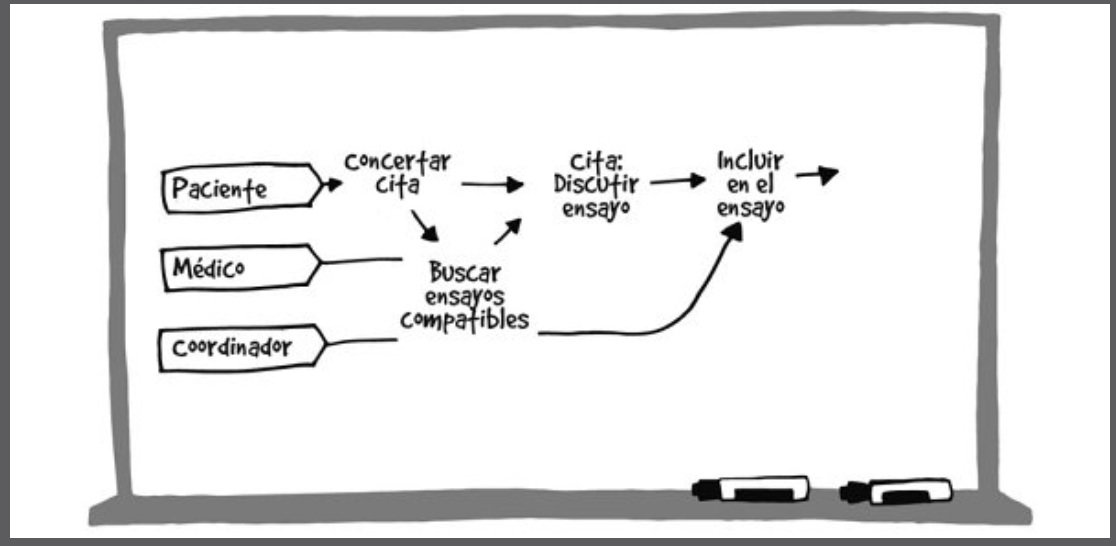 Paciente
Concertar
cita
Cita:
Discutir
ensayo
Incluir
en el
ensayo
Médico
Buscar
ensayos
compatibles
Coordinador